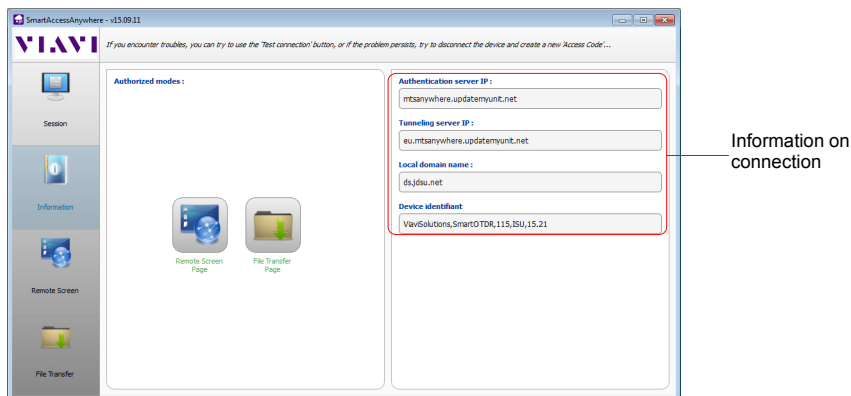 SmartAccessAnywhere - v15.09.11
VIAVI
If you encounter troubles, you can try to use the 'Test connection' button, or if the problem persists, try to disconnect the device and create a new 'Access Code'...
Session
Information
Remote Screen
File Transfer
Authorized modes :
Remote Screen
Page
File Transfer
Page
Authentication server IP :
mtsanywhere.updatemyunit.net
Tunneling server IP :
eu.mtsanywhere.updatemyunit.net
Local domain name :
ds.jdsu.net
Device identifiant
ViaviSolutions,SmartOTDR,115,ISU,15.21
Information on
connection